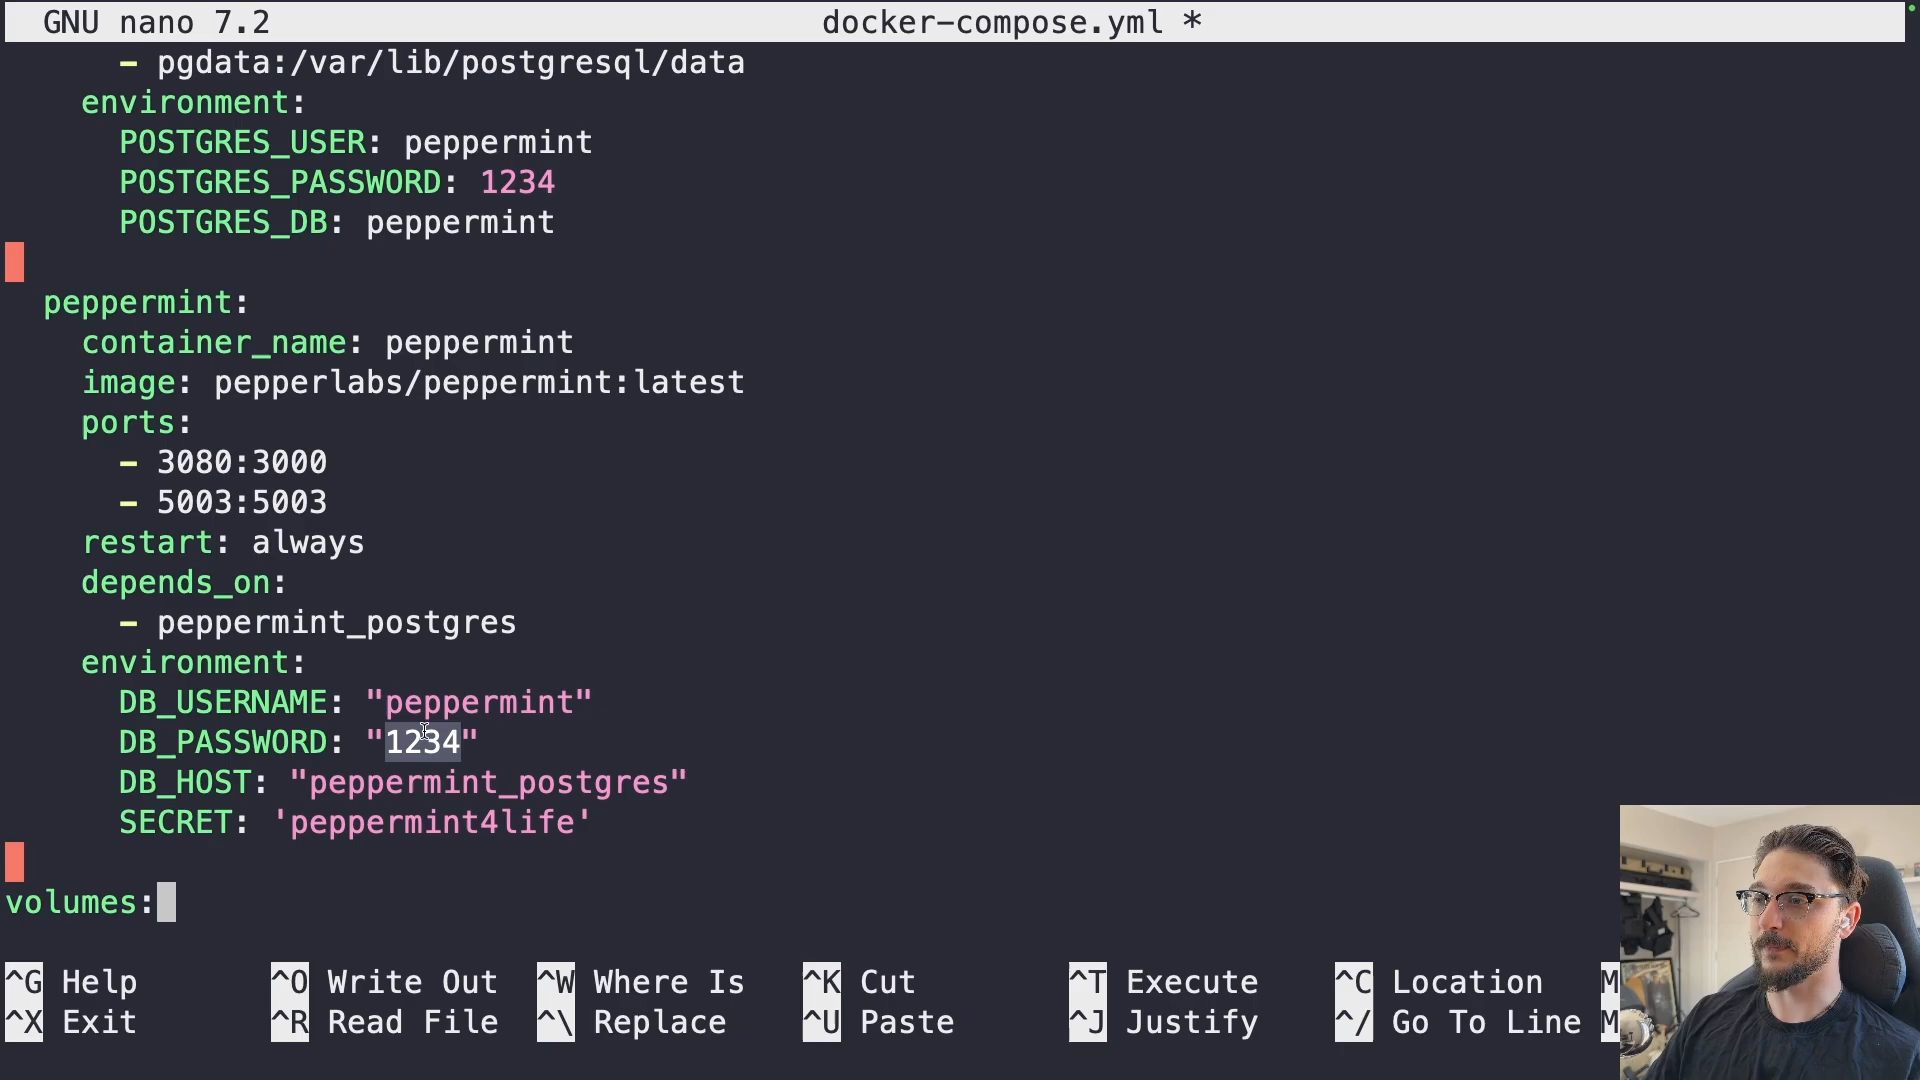 GNU nano 7.2 docker-compose.yml *
- pgdata:/var/lib/postgresql/data
environment:
POSTGRES_USER: peppermint
POSTGRES_PASSWORD: 1234
POSTGRES_DB: peppermint
peppermint:
container_name: peppermint
image: pepperlabs/peppermint:latest
ports:
- 3080:3000
- 5003:5003
restart: always
depends_on:
- peppermint_postgres
environment:
DB_USERNAME: "peppermint"
DB_PASSWORD: "1234"
DB_HOST: "peppermint_postgres"
SECRET: 'peppermint4life'
volumes:
^G Help ^O Write Out ^W Where Is ^K Cut ^T Execute ^C Location M
^X Exit ^R Read File ^\ Replace ^U Paste ^J Justify ^/ Go To Line M